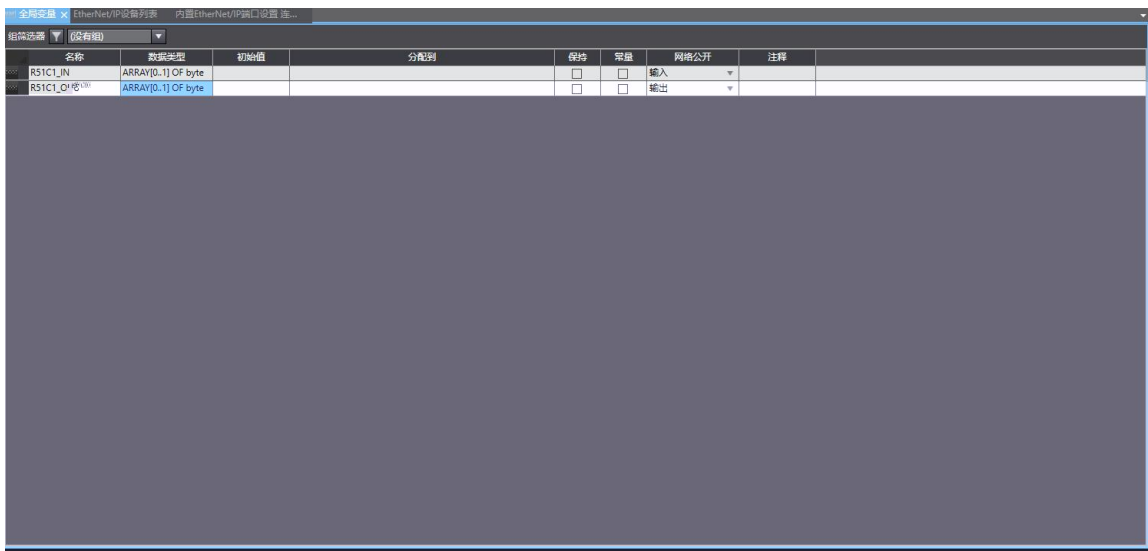 全局变量 × EtherNet/IP设备列表 内置EtherNet/IP端口设置 连...
组筛选器 (没有组)
名称 数据类型 初始值 分配到 保持 常量 网络公开 注释
R51C1_IN ARRAY[0..1] OF byte 输入
ARRAY[0..1] OF byte 输出